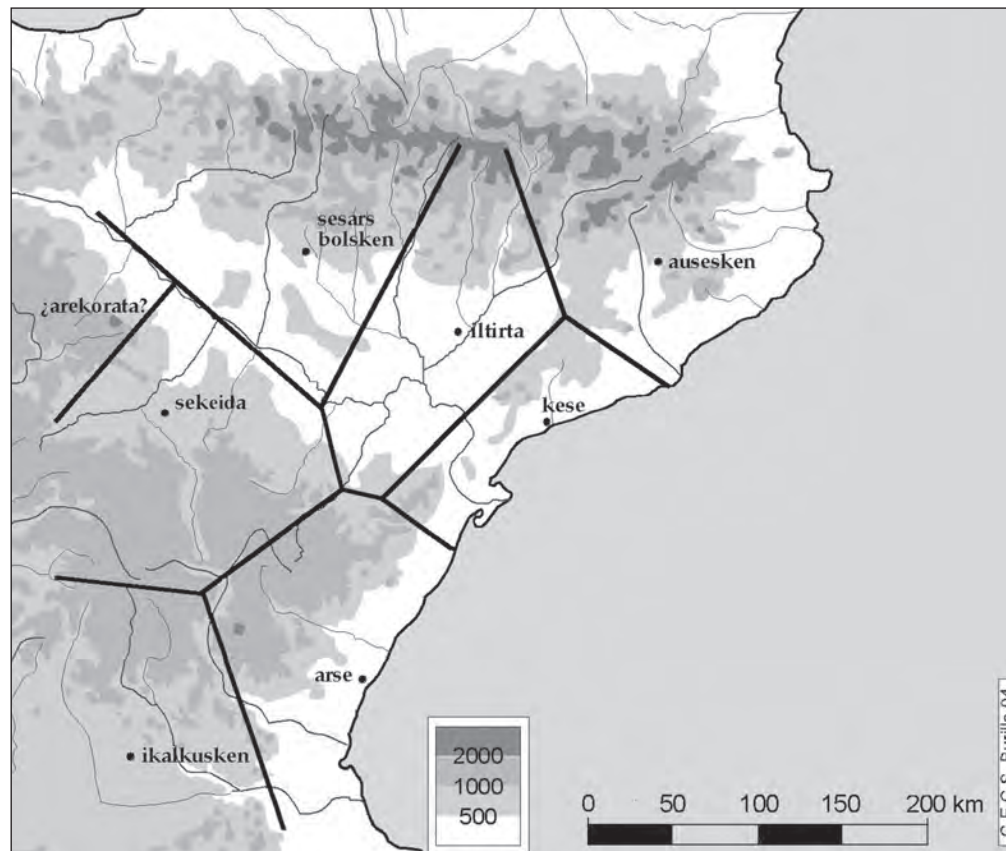 sesars
bolsken
ausesken
¿arekorata?
Iltirta
sekeida
kese
arse
ikalkusken
2000
1000
500
0 50 100 150 200 km